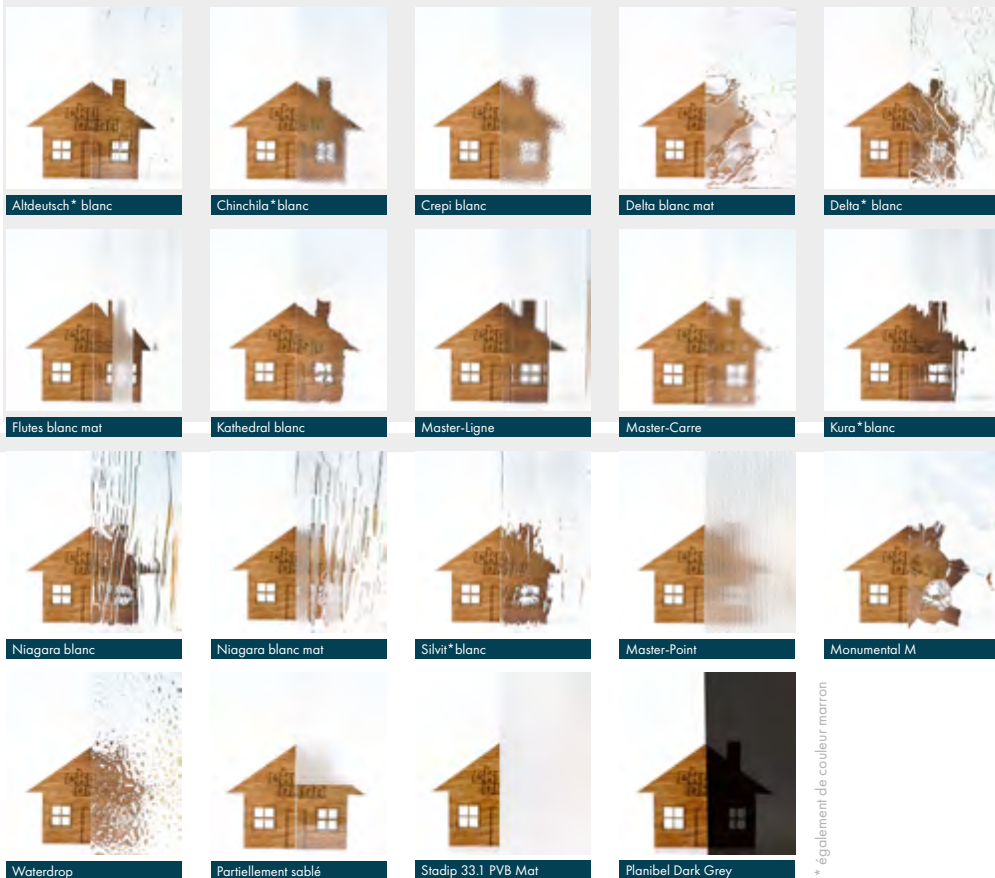 Altdeutsch* blanc
Chinchila*blanc
Crepi blanc
Delta blanc mat
Delta* blanc
Flutes blanc mat
Kathedral blanc
Master-Ligne
Master-Carre
Kura*blanc
Niagara blanc
Niagara blanc mat
Silvit*blanc
Master-Point
Monumental M
Waterdrop
Partiellement sablé
Stadip 33.1 PVB Mat
Planibel Dark Grey
* également de couleur marron